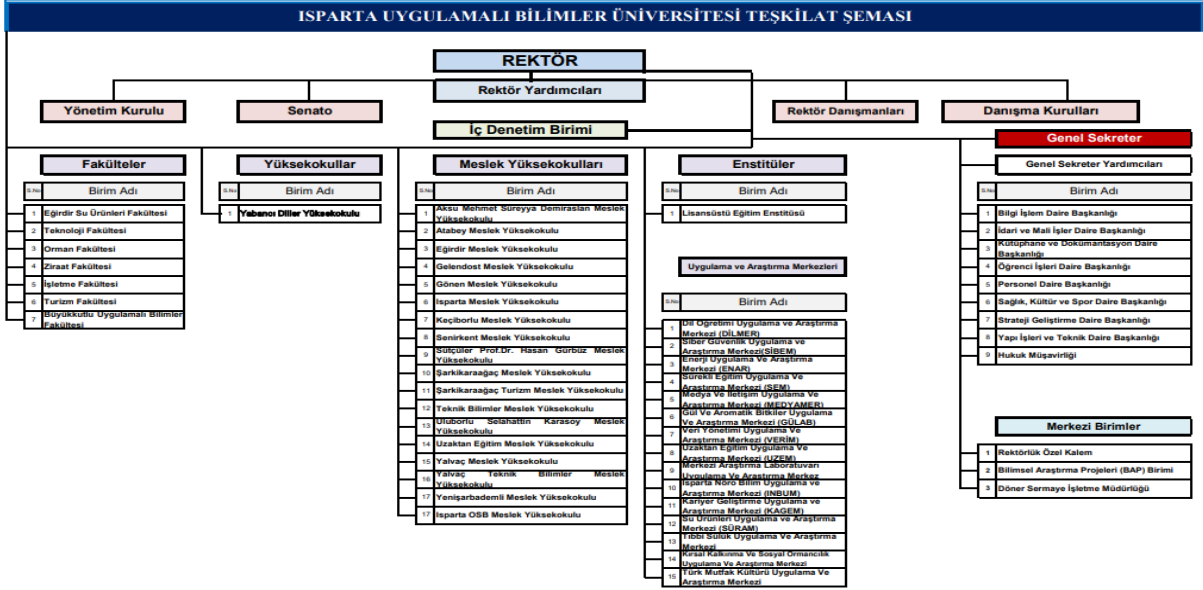 ISPARTA UYGULAMALI BİLİMLER ÜNİVERSİTESİ TEŞKİLAT ŞEMASI
REKTÖR
Rektör Yardımcıları
Yönetim Kurulu
Senato
Rektör Danışmanları
Danışma Kurulları
İç Denetim Birimi
Genel Sekreter
Genel Sekreter Yardımcıları
Fakülteler
S.No Birim Adı
1 Eğirdir Su Ürünleri Fakültesi
2 Teknoloji Fakültesi
3 Orman Fakültesi
4 Ziraat Fakültesi
5 İşletme Fakültesi
6 Turizm Fakültesi
7 Büyükkutlu Uygulamalı Bilimler
Fakültesi
Yüksekokullar
S.No Birim Adı
1 Yabancı Diller Yüksekokulu
Meslek Yüksekokulları
S.No Birim Adı
1 Aksu Mehmet Süreyya Demiraslan Meslek
Yüksekokulu
2 Atabey Meslek Yüksekokulu
3 Eğirdir Meslek Yüksekokulu
4 Gelendost Meslek Yüksekokulu
5 Gönen Meslek Yüksekokulu
6 Isparta Meslek Yüksekokulu
7 Keçiborlu Meslek Yüksekokulu
8 Senirkent Meslek Yüksekokulu
9 Sütçüler Prof.Dr. Hasan Gürbüz Meslek
Yüksekokulu
10 Şarkikaraağaç Meslek Yüksekokulu
11 Şarkikaraağaç Turizm Meslek Yüksekokulu
12 Teknik Bilimler Meslek Yüksekokulu
13 Uluborlu Selahattin Karasoy Meslek
Yüksekokulu
14 Uzaktan Eğitim Meslek Yüksekokulu
15 Yalvaç Meslek Yüksekokulu
16 Yalvaç Teknik Bilimler Meslek
Yüksekokulu
17 Yenişarbademli Meslek Yüksekokulu
17 Isparta OSB Meslek Yüksekokulu
Enstitüler
S.No Birim Adı
1 Lisansüstü Eğitim Enstitüsü
Uygulama ve Araştırma Merkezleri
S.No Birim Adı
1 Dil Öğretimi Uygulama ve Araştırma
Merkezi (DİLMER)
2 Siber Güvenlik Uygulama ve
Araştırma Merkezi(SİBEM)
3 Enerji Uygulama Ve Araştırma
Merkezi (ENAR)
4 Sürekli Eğitim Uygulama Ve
Araştırma Merkezi (SEM)
5 Medya Ve İletişim Uygulama Ve
Araştırma Merkezi (MEDYAMER)
6 Gül Ve Aromatik Bitkiler Uygulama
Ve Araştırma Merkezi (GÜLAB)
7 Veri Yönetimi Uygulama Ve
Araştırma Merkezi (VERİM)
8 Uzaktan Eğitim Uygulama Ve
Araştırma Merkezi (UZEM)
9 Merkezi Araştırma Laboratuvarı
Uygulama Ve Araştırma Merkez
10 Isparta Nöro Bilim Uygulama ve
Araştırma Merkezi (INBUM)
11 Kariyer Geliştirme Uygulama ve
Araştırma Merkezi (KAGEM)
12 Su Ürünleri Uygulama ve Araştırma
Merkezi (SÜRAM)
13 Tıbbi Sülük Uygulama Ve Araştırma
Merkezi
14 Kırsal Kalkınma Ve Sosyal Ormancılık
Uygulama Ve Araştırma Merkezi
15 Türk Mutfak Kültürü Uygulama Ve
Araştırma Merkezi
S.No Birim Adı
1 Bilgi İşlem Daire Başkanlığı
2 İdari ve Mali İşler Daire Başkanlığı
3 Kütüphane ve Dokümantasyon Daire
Başkanlığı
4 Öğrenci İşleri Daire Başkanlığı
5 Personel Daire Başkanlığı
6 Sağlık, Kültür ve Spor Daire Başkanlığı
7 Strateji Geliştirme Daire Başkanlığı
8 Yapı İşleri ve Teknik Daire Başkanlığı
9 Hukuk Müşavirliği
Merkezi Birimler
1 Rektörlük Özel Kalem
2 Bilimsel Araştırma Projeleri (BAP) Birimi
3 Döner Sermaye İşletme Müdürlüğü